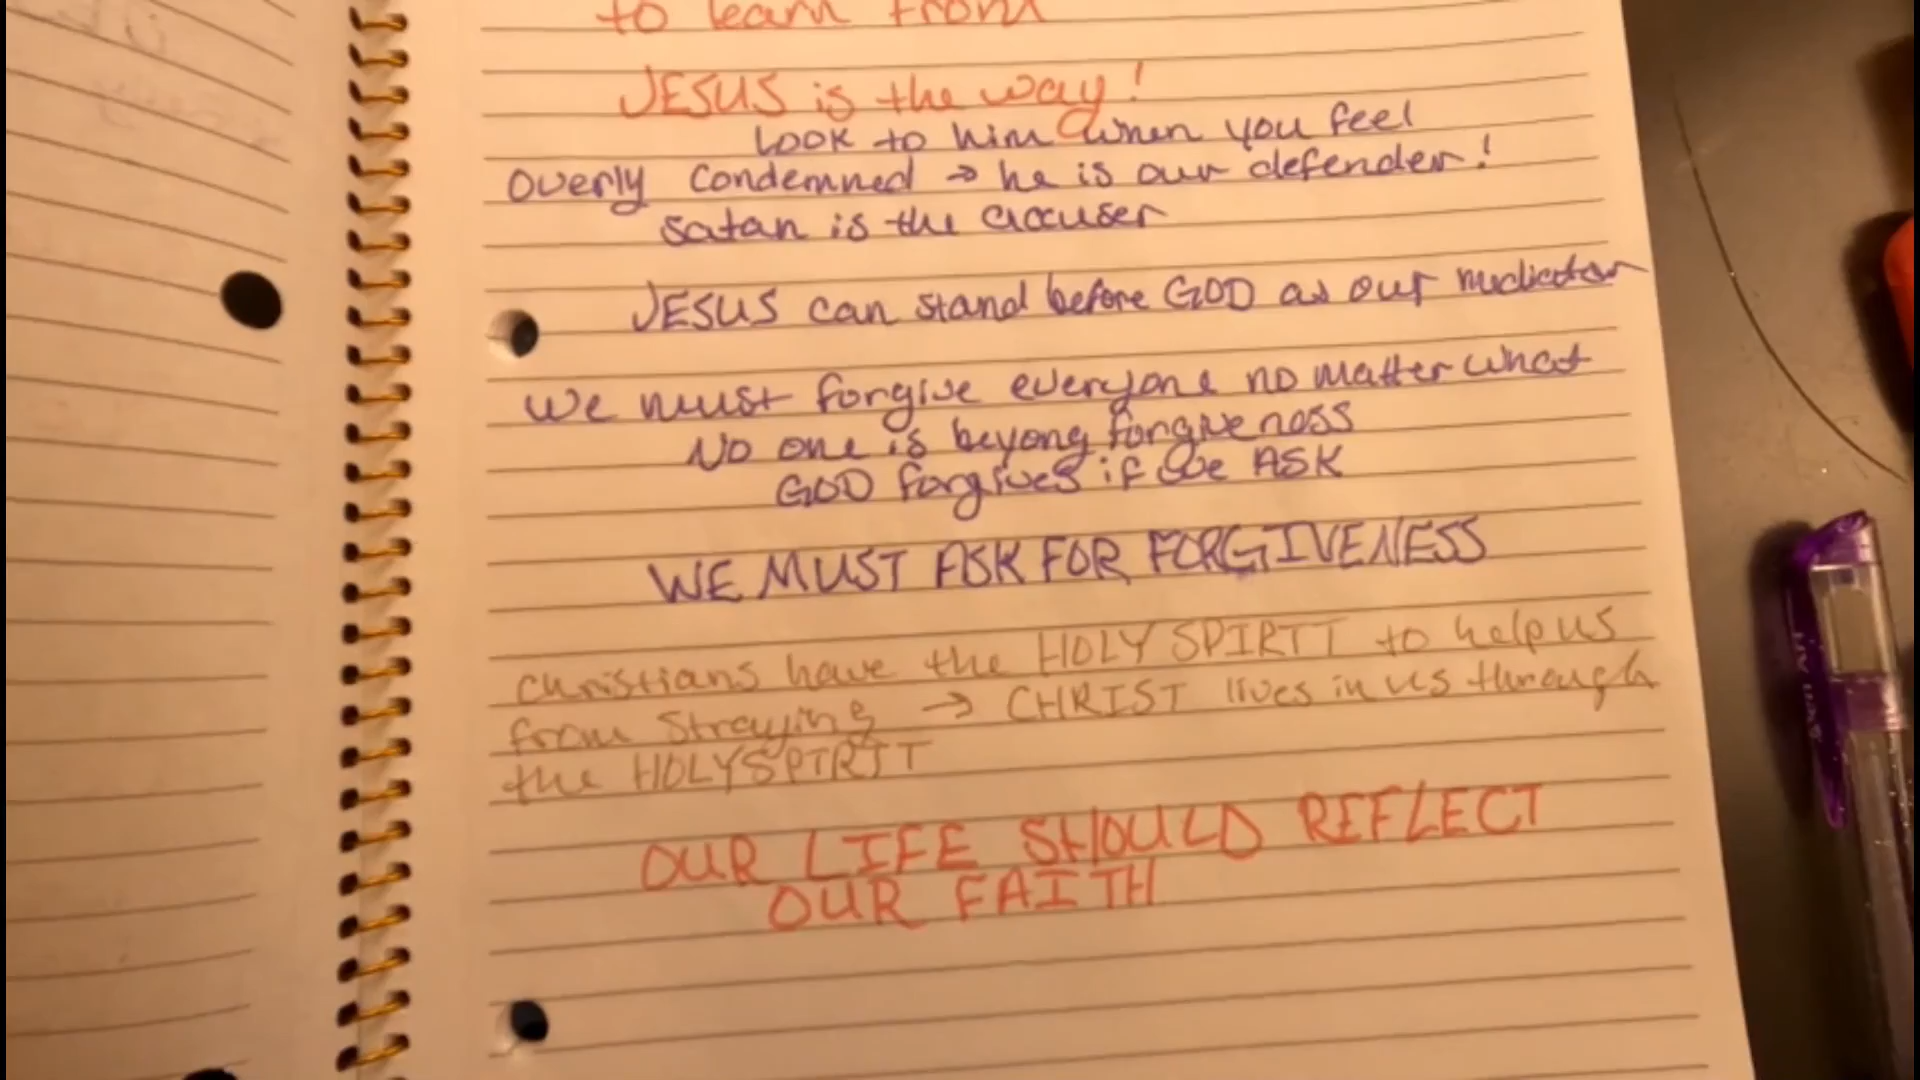 to learn from
JESUS is the way!
LOOK to him when you feel
overly condemned → he is our defender!
satan is the accuser
JESUS can stand before GOD as our mediator
we must forgive everyone no matter what
NO one is beyong forgiveness
GOD forgives if we ASK
WE MUST ASK FOR FORGIVENESS
christians have the HOLY SPIRIT to help us
from straying → CHRIST lives in us through
the HOLYSPIRIT
OUR LIFE SHOULD REFLECT
OUR FAITH